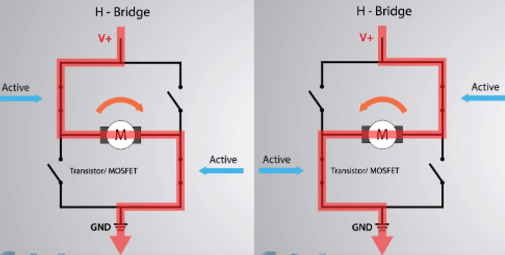 H - Bridge
V+
Active
M
Transistor/ MOSFET
Active
GND
H - Bridge
V+
Active
M
Active
Transistor/ MOSFET
GND